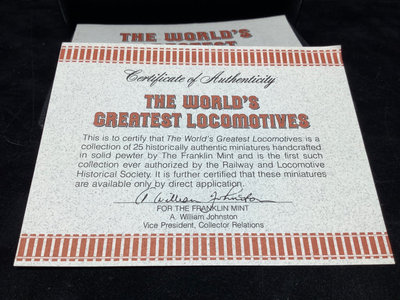 THE WORLD'S
GREATEST
Certificate of Authenticity
THE WORLD'S
GREATEST LOCOMOTIVES
This is to certify that The World's Greatest Locomotives is a
collection of 25 historically authentic miniatures handcrafted
in solid pewter by The Franklin Mint and is the first such
collection ever authorized by the Railway and Locomotive
Historical Society. It is further certified that these miniatures
are available only by direct application.
A. William Johnston
FOR THE FRANKLIN MINT
A. William Johnston
Vice President, Collector Relations